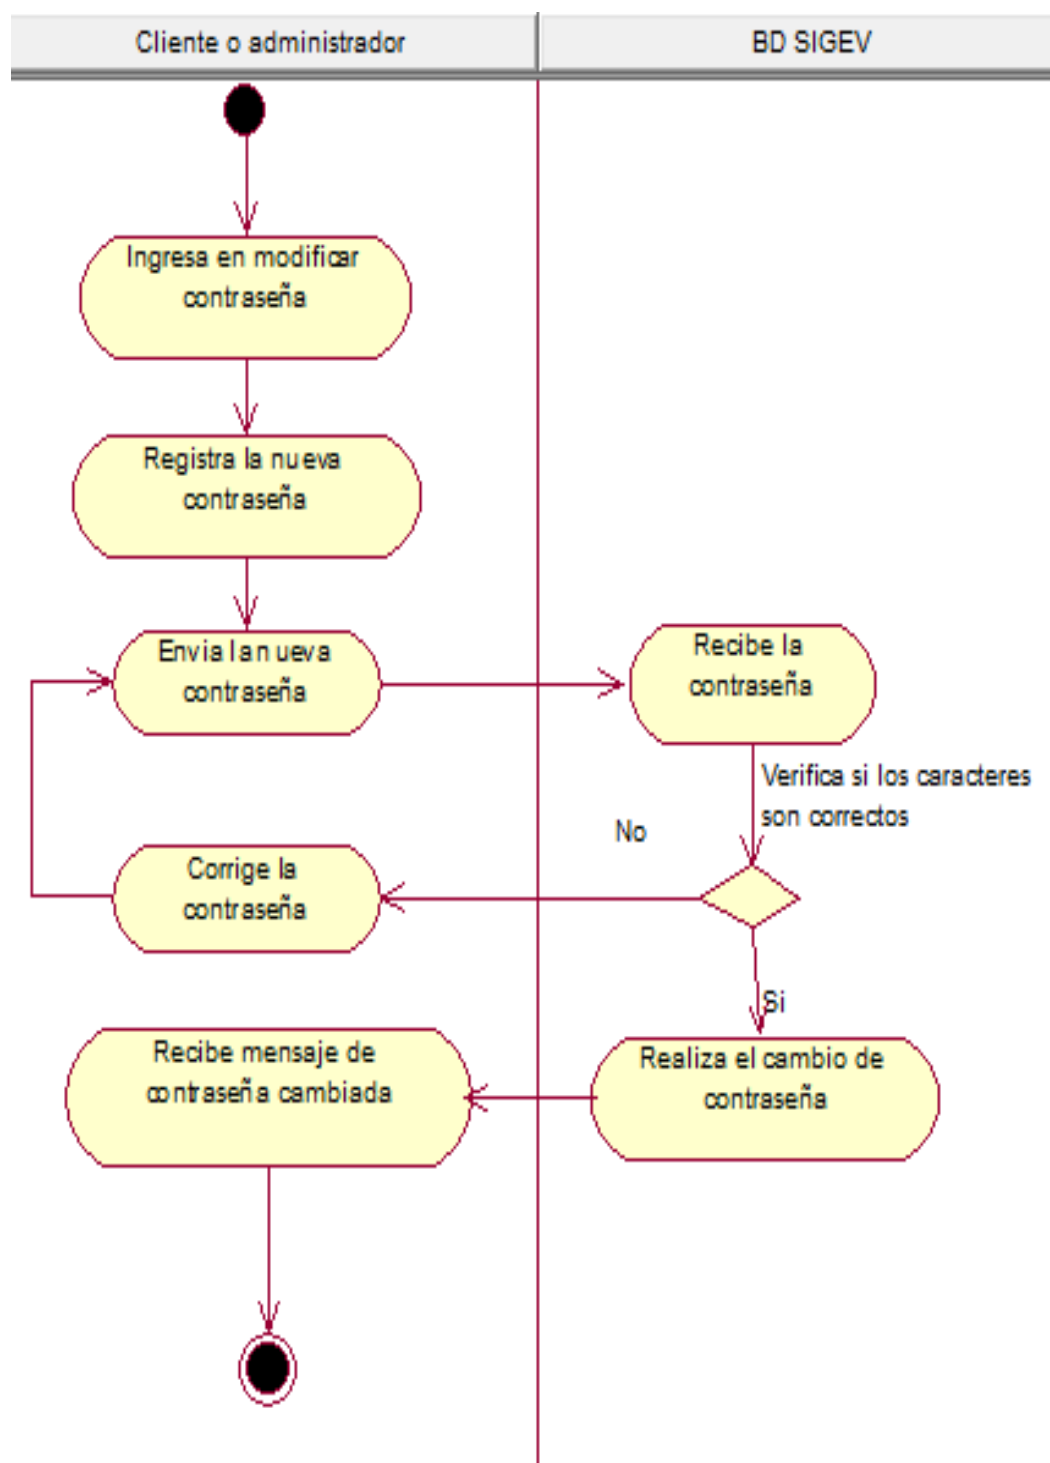 Cliente o administrador
BD SIGEV
Ingresa en modificar
contraseña
Registra la nueva
contraseña
Envia la nueva
contraseña
Recibe la
contraseña
Verifica si los caracteres
son correctos
No
Corrige la
contraseña
Si
Recibe mensaje de
contraseña cambiada
Realiza el cambio de
contraseña